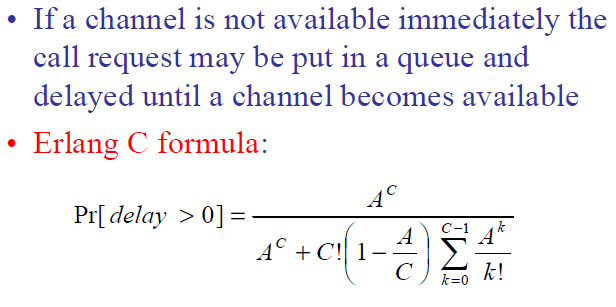 • If a channel is not available immediately the
call request may be put in a queue and
delayed until a channel becomes available
• Erlang C formula:
Pr[delay > 0] = A^C / (A^C + C!(1 − A/C) ∑_{k=0}^{C−1} A^k/k!)